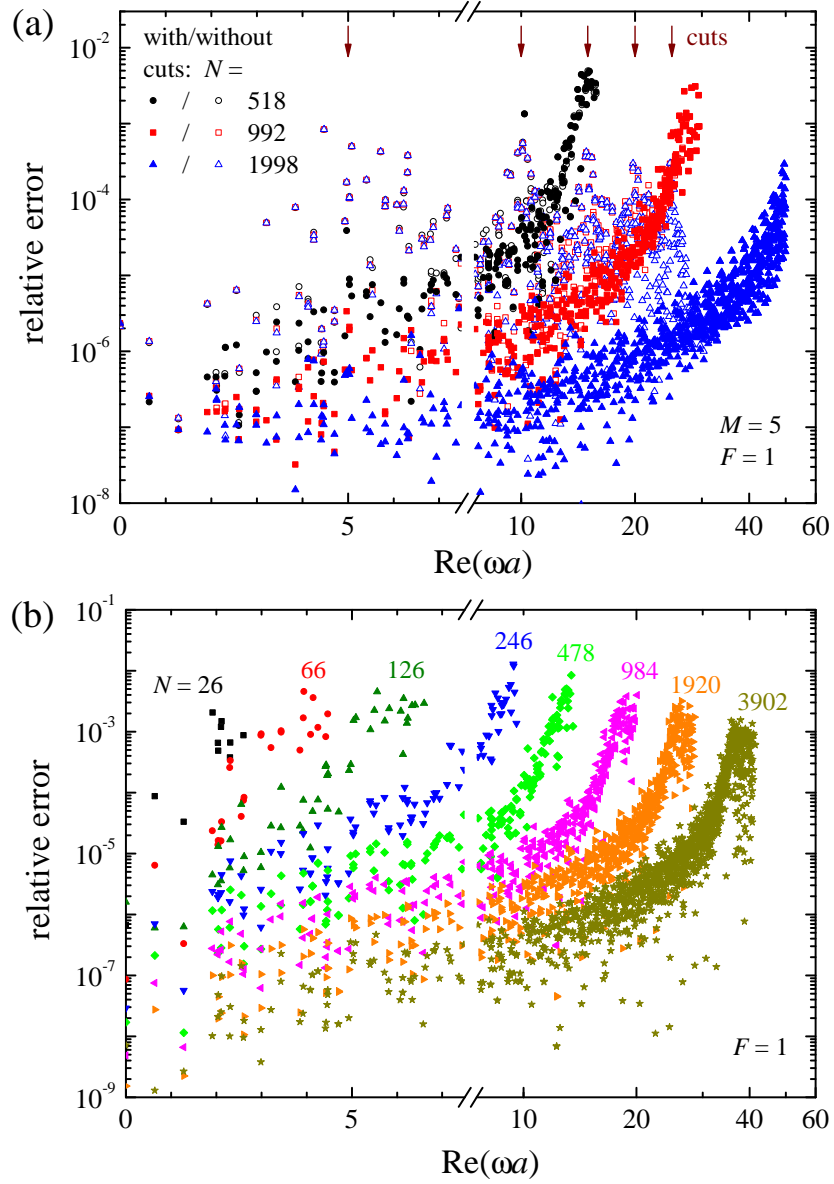 (a)
10^-2
10^-4
10^-6
10^-8
relative error
with/without
cuts: N =
● / ○ 518
■ / □ 992
▲ / △ 1998
cuts
M = 5
F = 1
0 5 10 20 40 60
Re(ωa)
(b)
10^-1
10^-3
10^-5
10^-7
10^-9
relative error
N = 26
66
126
246
478
984
1920
3902
F = 1
0 5 10 20 40 60
Re(ωa)